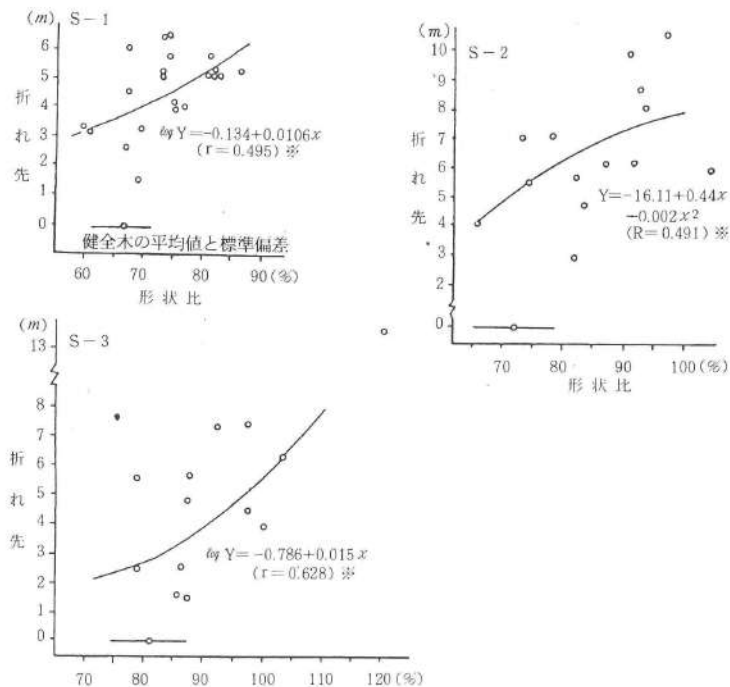 (m)
S-1
6
5
4
3
2
1
0
折れ先
log Y=-0.134+0.0106x
(r=0.495)※
健全木の平均値と標準偏差
60 70 80 90(%)
形状比
(m)
S-2
10
9
8
7
6
5
4
3
2
0
折れ先
Y=-16.11+0.44x
-0.002x²
(R=0.491)※
70 80 90 100(%)
形状比
(m)
S-3
13
8
7
6
5
4
3
2
1
0
折れ先
log Y=-0.786+0.015x
(r=0.628)※
70 80 90 100 110 120(%)